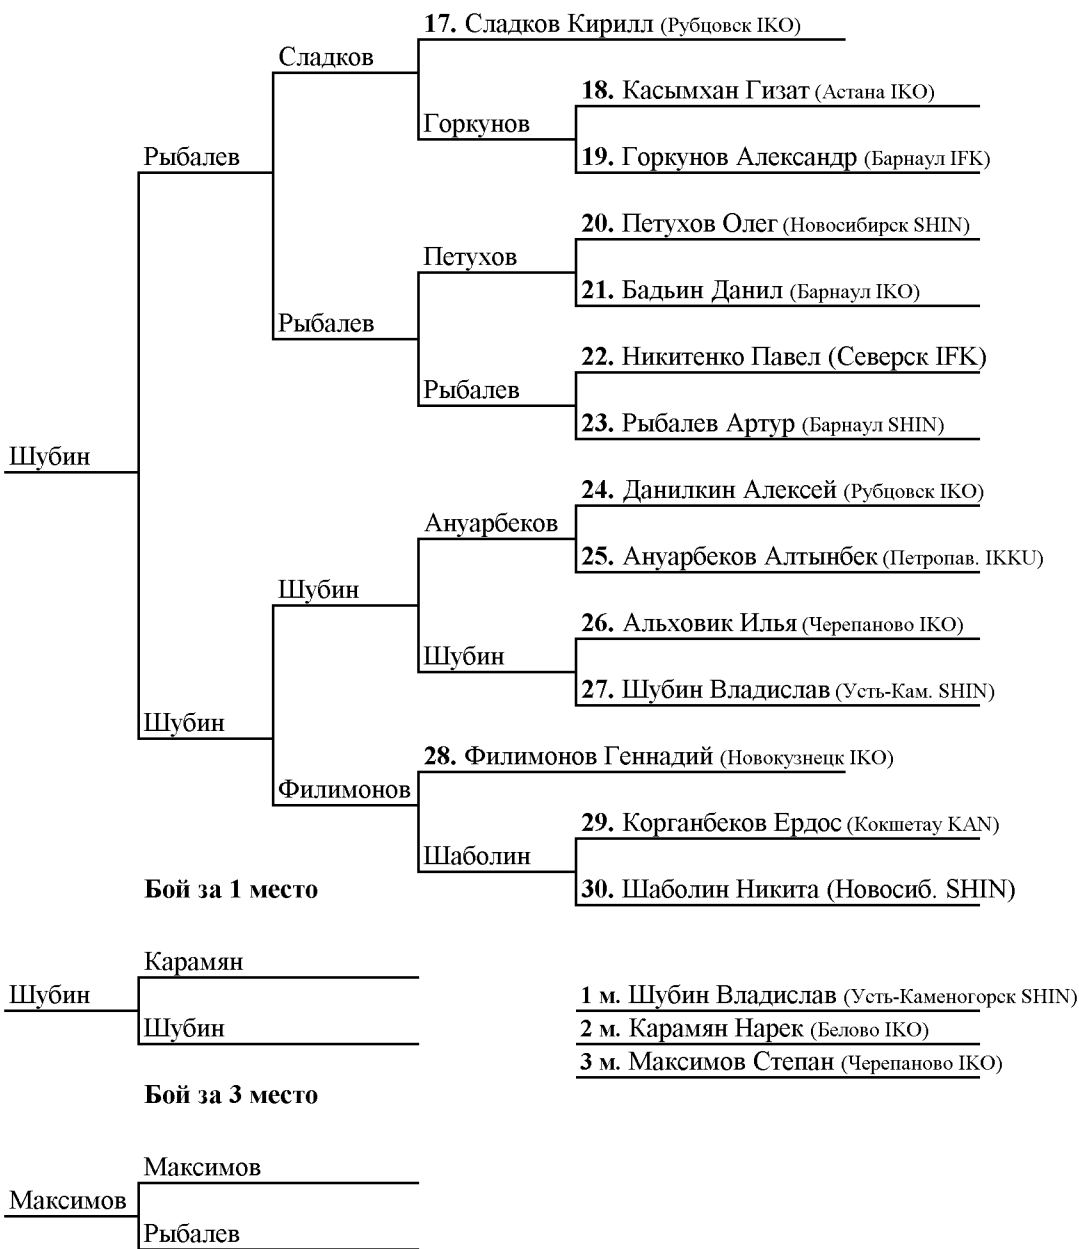 17. Сладков Кирилл (Рубцовск IKO)
Сладков
18. Касымхан Гизат (Астана IKO)
Горкунов
19. Горкунов Александр (Барнаул IFK)
Рыбалев
20. Петухов Олег (Новосибирск SHIN)
Петухов
21. Бадьин Данил (Барнаул IKO)
Рыбалев
22. Никитенко Павел (Северск IFK)
Рыбалев
23. Рыбалев Артур (Барнаул SHIN)
Шубин
24. Данилкин Алексей (Рубцовск IKO)
Ануарбеков
25. Ануарбеков Алтынбек (Петропав. IKKU)
Шубин
26. Альховик Илья (Черепаново IKO)
Шубин
27. Шубин Владислав (Усть-Кам. SHIN)
Шубин
28. Филимонов Геннадий (Новокузнецк IKO)
Филимонов
29. Корганбеков Ердос (Кокшетау KAN)
Шаболин
30. Шаболин Никита (Новосиб. SHIN)
Бой за 1 место
Карамян
Шубин
Шубин
1 м. Шубин Владислав (Усть-Каменогорск SHIN)
2 м. Карамян Нарек (Белово IKO)
3 м. Максимов Степан (Черепаново IKO)
Бой за 3 место
Максимов
Максимов
Рыбалев